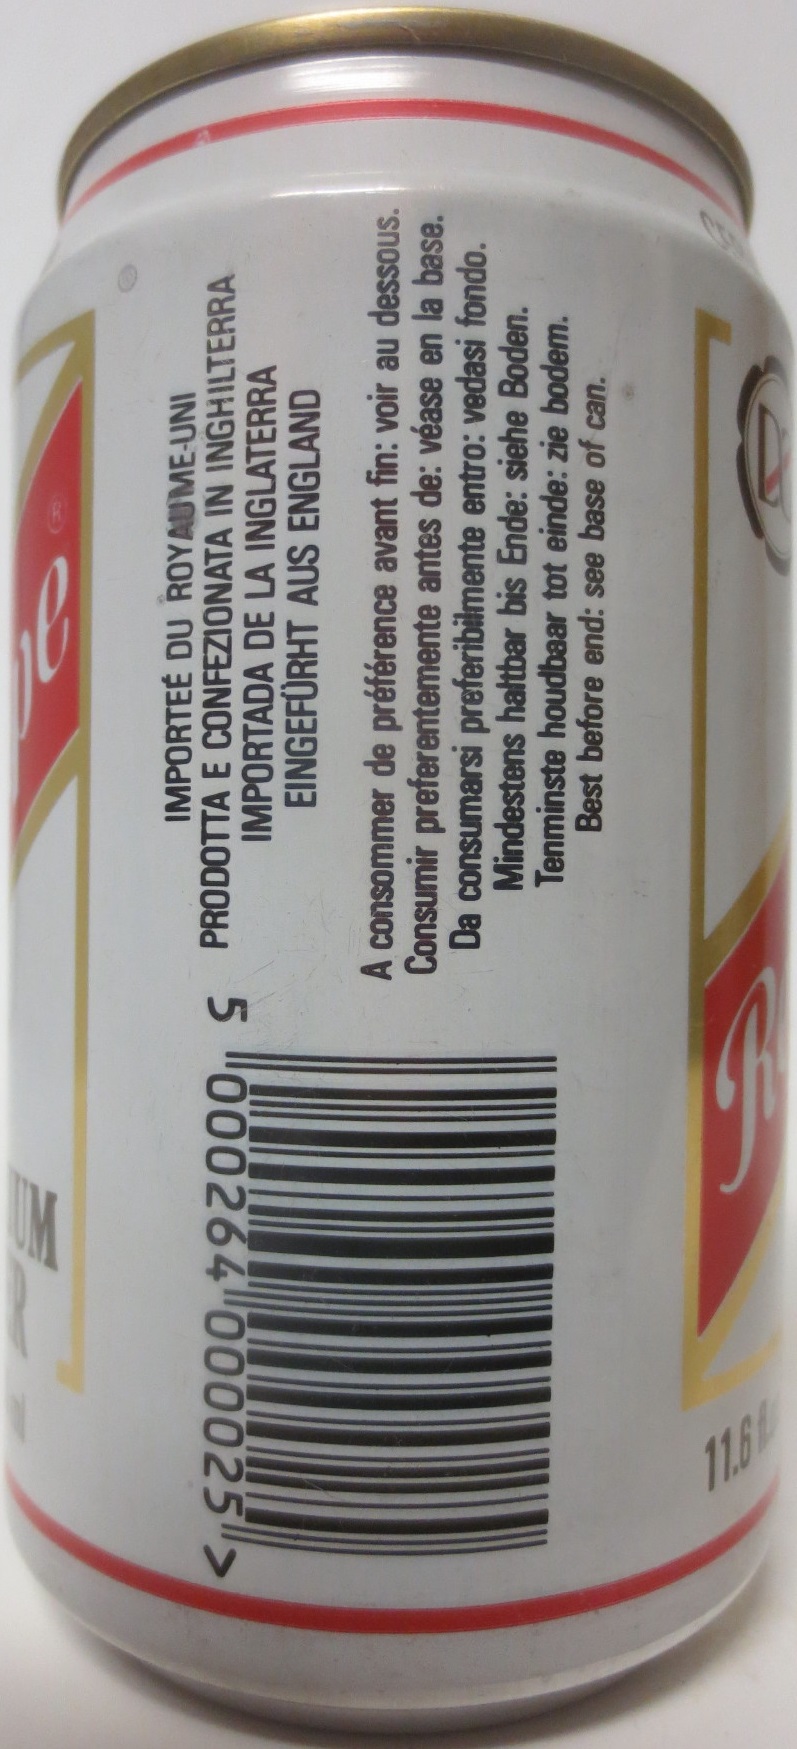 IMPORTEÉ DU ROYAUME-UNI
PRODOTTA E CONFEZIONATA IN INGHILTERRA
IMPORTADA DE LA INGLATERRA
EINGEFÜRHT AUS ENGLAND
A consommer de préférence avant fin: voir au dessous.
Consumir preferentemente antes de: véase en la base.
Da consumarsi preferibilmente entro: vedasi fondo.
Mindestens haltbar bis Ende: siehe Boden.
Tenminste houdbaar tot einde: zie bodem.
Best before end: see base of can.
5 000264 000025 >
11.6